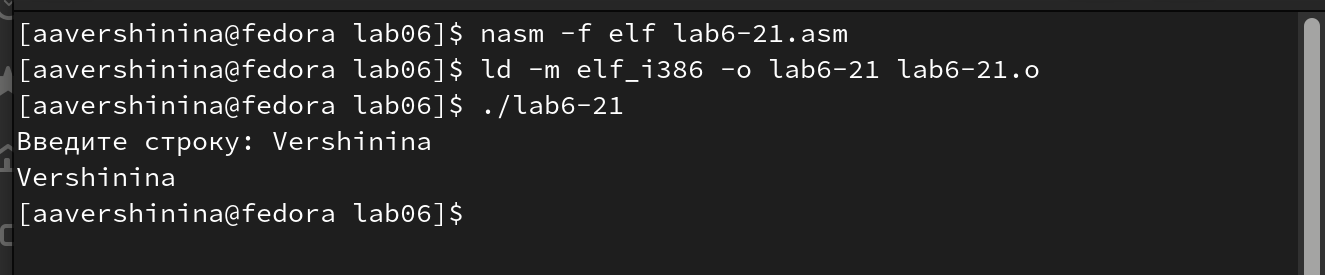 [aavershinina@fedora lab06]$ nasm -f elf lab6-21.asm
[aavershinina@fedora lab06]$ ld -m elf_i386 -o lab6-21 lab6-21.o
[aavershinina@fedora lab06]$ ./lab6-21
Введите строку: Vershinina
Vershinina
[aavershinina@fedora lab06]$